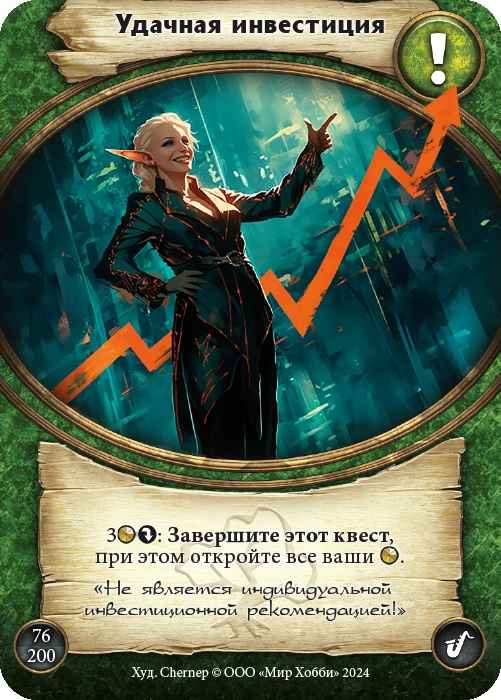 Удачная инвестиция
!
3: Завершите этот квест,
при этом откройте все ваши .
«Не является индивидуальной
инвестиционной рекомендацией!»
76
200
Худ. Chernep © ООО «Мир Хобби» 2024